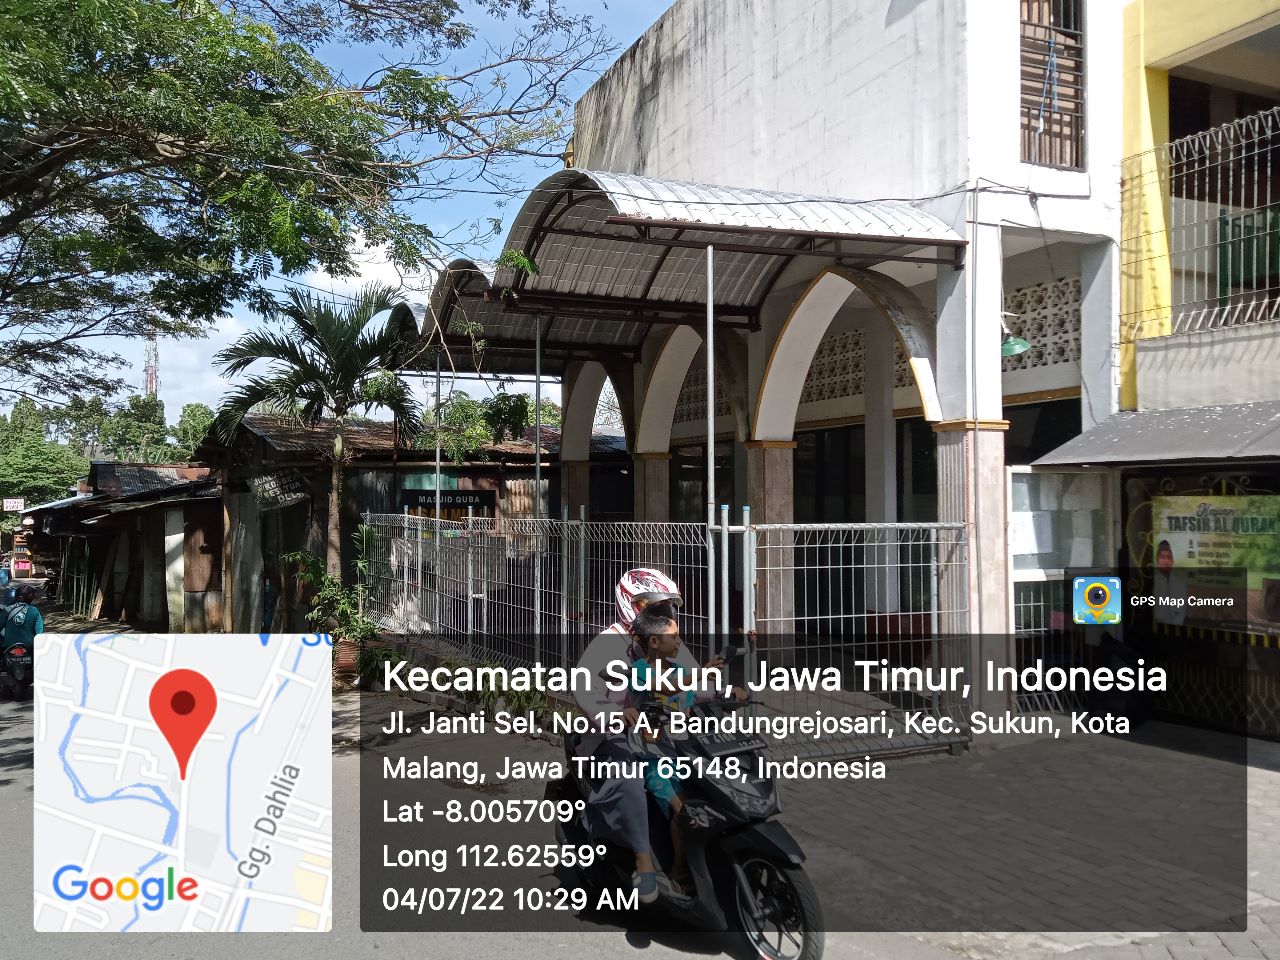 MASJID QUBA
TAFSIR AL QURAN
GPS Map Camera
Kecamatan Sukun, Jawa Timur, Indonesia
Jl. Janti Sel. No.15 A, Bandungrejosari, Kec. Sukun, Kota
Malang, Jawa Timur 65148, Indonesia
Lat -8.005709°
Long 112.62559°
04/07/22 10:29 AM
Gg. Dahlia
Google